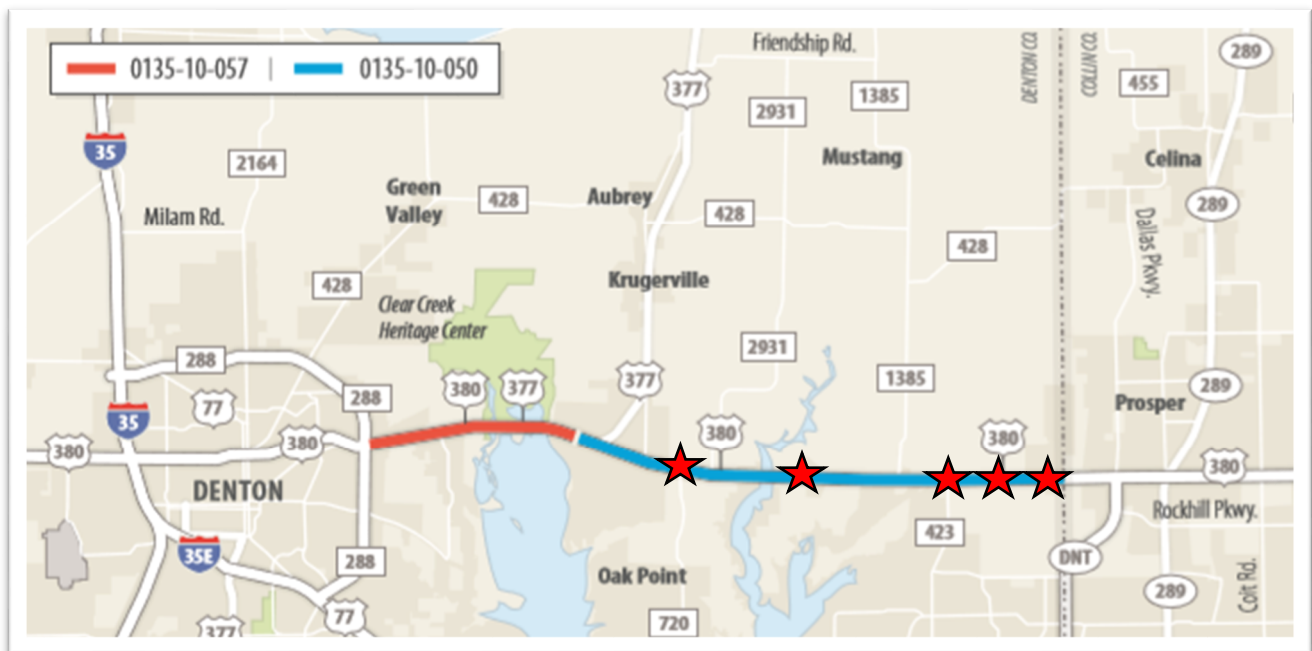 0135-10-057 | 0135-10-050
Friendship Rd.
DENTON CO.
COLLIN CO.
289
377
455
1385
2931
35
2164
Mustang
Celina
Green
Valley
428
Aubrey
428
289
Milam Rd.
Dallas Pkwy.
428
Krugerville
428
Clear Creek
Heritage Center
2931
288
1385
380
377
377
289
288
77
Prosper
35
380
380
380
380
380
DENTON
Rockhill Pkwy.
423
35E
DNT
288
Oak Point
Coit Rd.
289
77
720
377